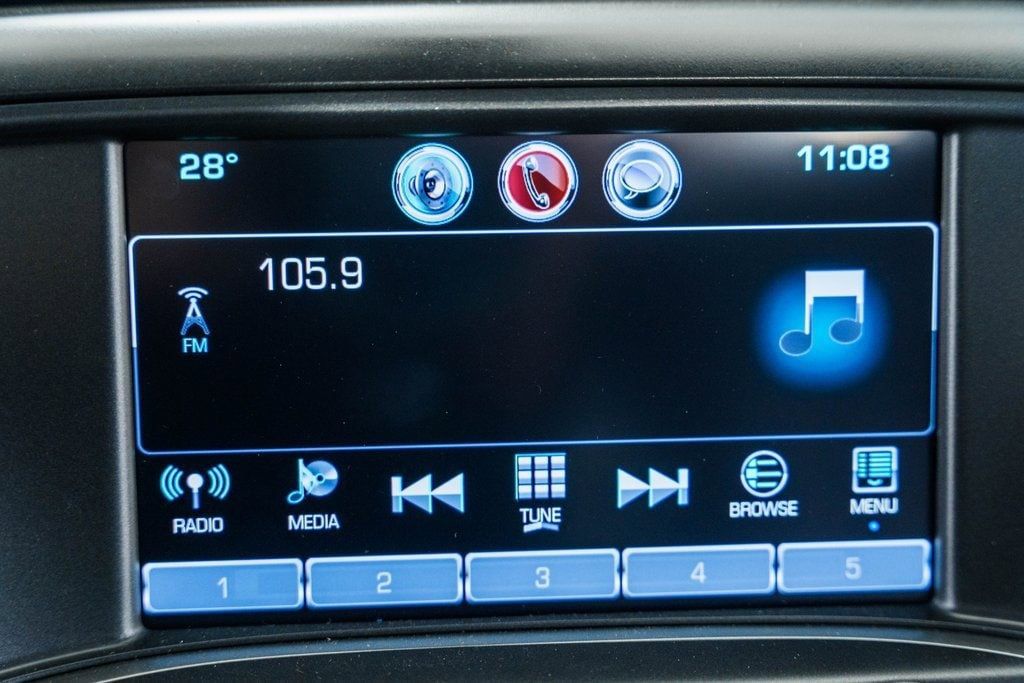 28°
11:08
105.9
FM
RADIO
MEDIA
TUNE
BROWSE
MENU
1
2
3
4
5